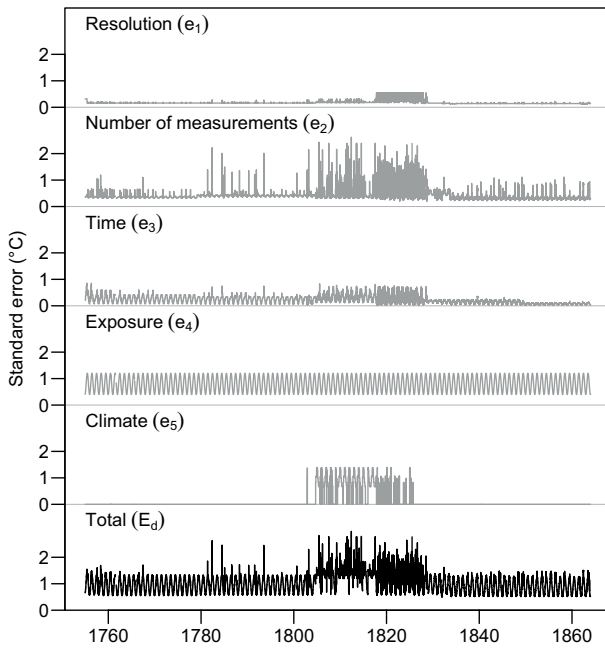 Resolution (e₁)
2
1
0
Number of measurements (e₂)
2
1
0
Time (e₃)
2
1
0
Exposure (e₄)
2
1
0
Climate (e₅)
2
1
0
Total (E_d)
2
1
0
Standard error (°C)
1760 1780 1800 1820 1840 1860